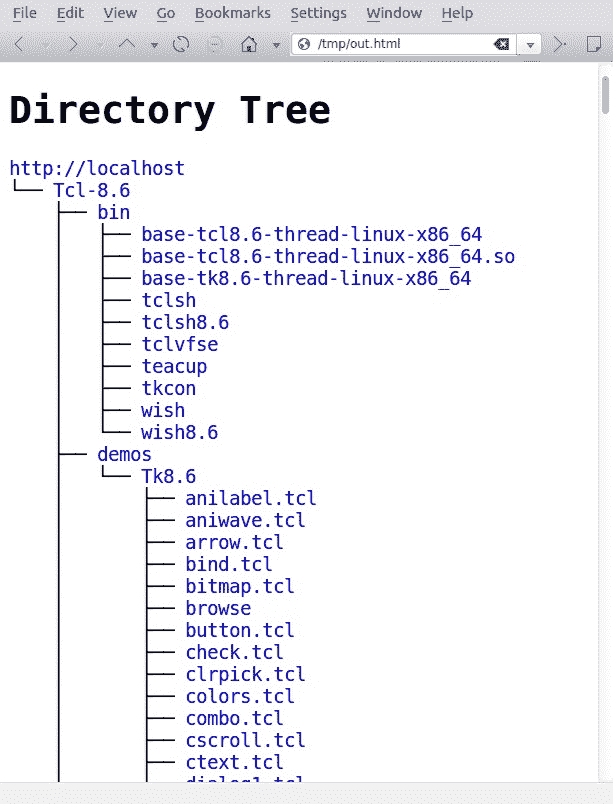 File Edit View Go Bookmarks Settings Window Help
/tmp/out.html
Directory Tree
http://localhost
└── Tcl-8.6
├── bin
│   ├── base-tcl8.6-thread-linux-x86_64
│   ├── base-tcl8.6-thread-linux-x86_64.so
│   ├── base-tk8.6-thread-linux-x86_64
│   ├── tclsh
│   ├── tclsh8.6
│   ├── tclvfse
│   ├── teacup
│   ├── tkcon
│   ├── wish
│   └── wish8.6
├── demos
│   └── Tk8.6
│       ├── anilabel.tcl
│       ├── aniwave.tcl
│       ├── arrow.tcl
│       ├── bind.tcl
│       ├── bitmap.tcl
│       ├── browse
│       ├── button.tcl
│       ├── check.tcl
│       ├── clrpick.tcl
│       ├── colors.tcl
│       ├── combo.tcl
│       ├── cscroll.tcl
│       ├── ctext.tcl
│       ├── dialog1.tcl